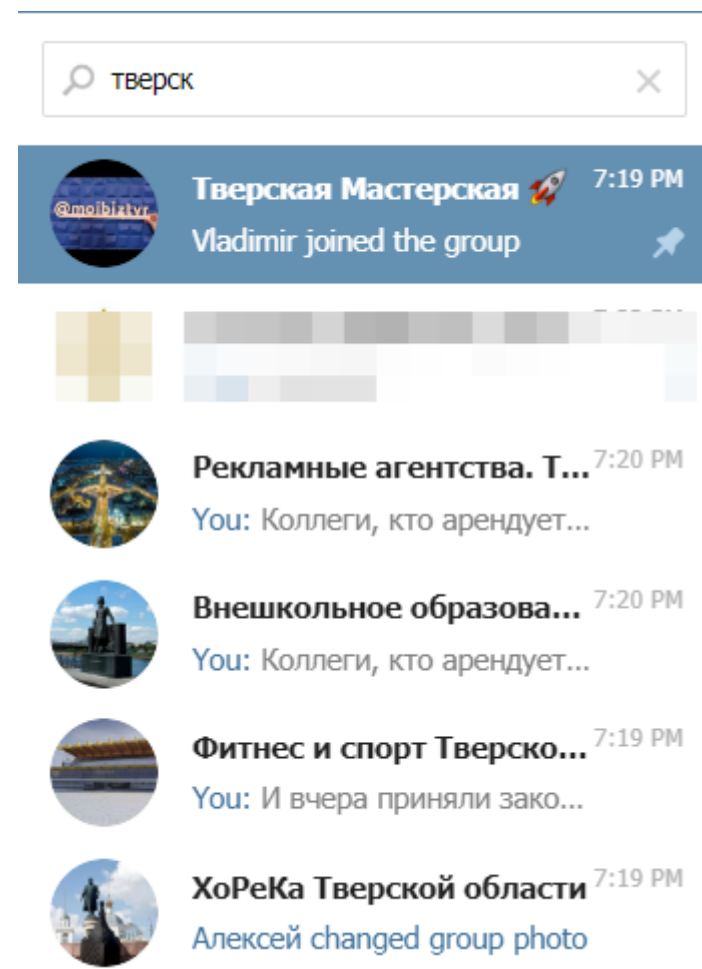 тверск
Тверская Мастерская 🚀 7:19 PM
@moibiztvr
Vladimir joined the group
Рекламные агентства. Т... 7:20 PM
You: Коллеги, кто арендует...
Внешкольное образова... 7:20 PM
You: Коллеги, кто арендует...
Фитнес и спорт Тверско... 7:19 PM
You: И вчера приняли зако...
ХоРеКа Тверской области 7:19 PM
Алексей changed group photo